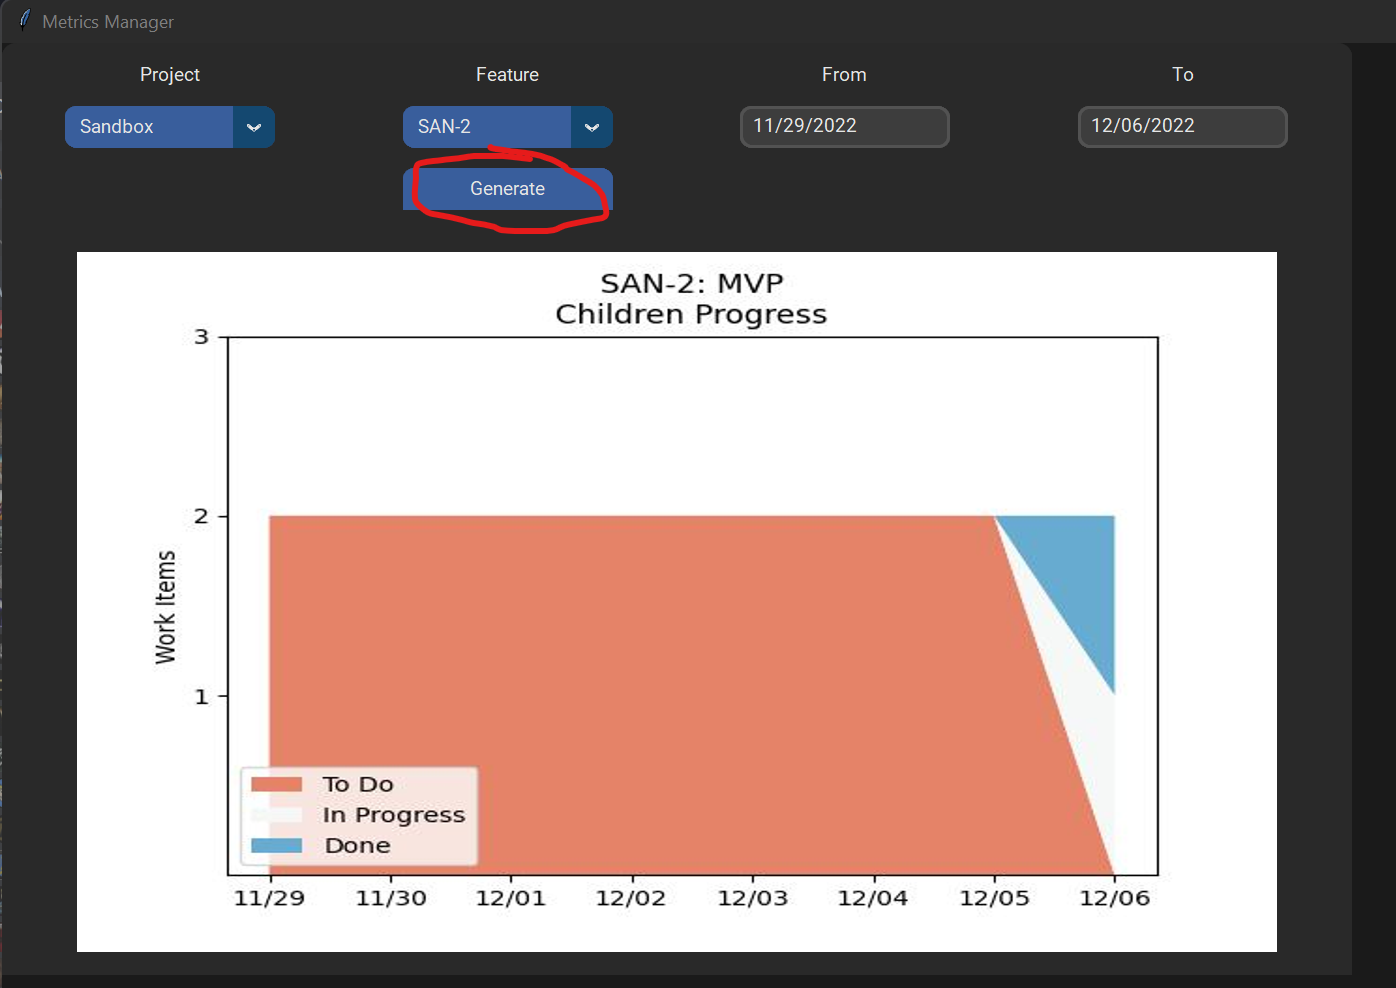 Metrics Manager
Project Feature From To
Sandbox SAN-2 11/29/2022 12/06/2022
Generate
SAN-2: MVP
Children Progress
3
2
1
Work Items
To Do
In Progress
Done
11/29 11/30 12/01 12/02 12/03 12/04 12/05 12/06